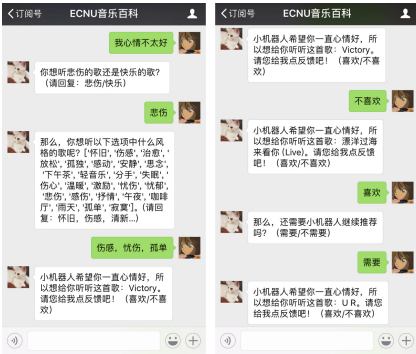 订阅号
ECNU音乐百科
我心情不太好
你想听悲伤的歌还是快乐的歌?
(请回复:悲伤/快乐)
悲伤
那么,你想听以下选项中什么风
格的歌呢?['怀旧', '伤感', '治愈', '
放松', '孤独', '感动', '安静', '思念',
'下午茶', '轻音乐', '分手', '失眠', '
伤心', '温暖', '激励', '忧伤', '忧郁',
'悲伤', '感伤', '抒情', '午夜', '咖啡
厅', '雨天', '孤单', '寂寞']。(请回
复:怀旧,伤感,清新...)
伤感,忧伤,孤单
小机器人希望你一直心情好,所
以想给你听听这首歌:Victory。
请您给我点反馈吧!(喜欢/不喜
欢)
订阅号
ECNU音乐百科
小机器人希望你一直心情好,所
以想给你听听这首歌:Victory。
请您给我点反馈吧!(喜欢/不喜
欢)
不喜欢
小机器人希望你一直心情好,所
以想给你听听这首歌:漂洋过海
来看你 (Live)。请您给我点反馈
吧!(喜欢/不喜欢)
喜欢
那么,还需要小机器人继续推荐
吗?(需要/不需要)
需要
小机器人希望你一直心情好,所
以想给你听听这首歌:U R。请您
给我点反馈吧!(喜欢/不喜欢)